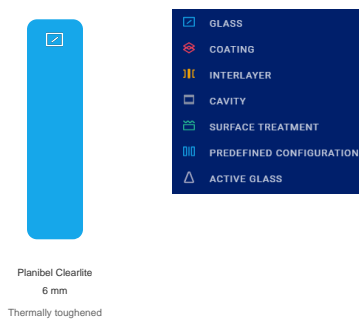 GLASS
COATING
INTERLAYER
CAVITY
SURFACE TREATMENT
PREDEFINED CONFIGURATION
ACTIVE GLASS
Planibel Clearlite
6 mm
Thermally toughened